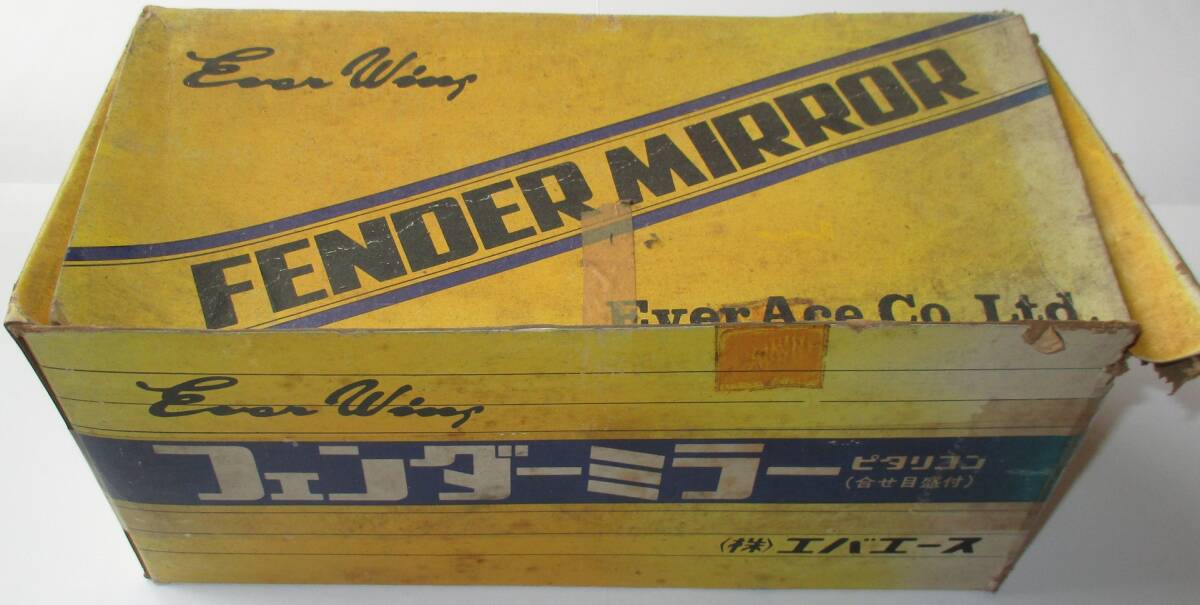 Ever Wing
FENDER MIRROR
Ever Ace Co. Ltd.
Ever Wing
フェンダーミラー ピタリコン
(合せ目盛付)
(株) エバエース